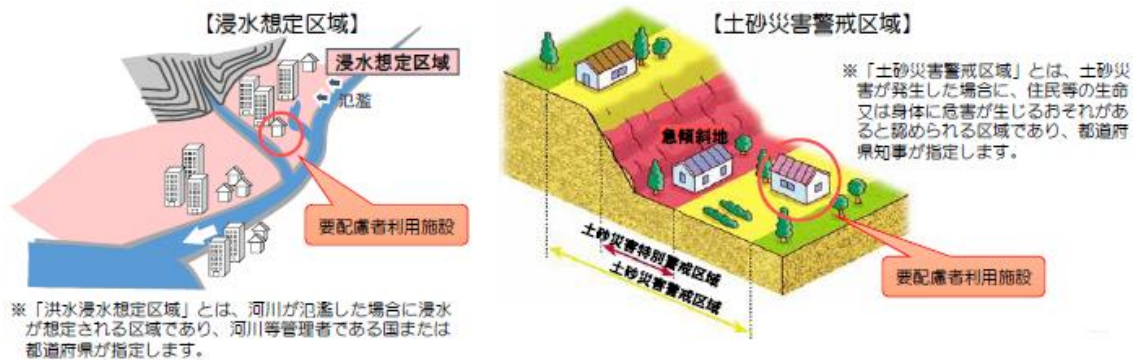 【浸水想定区域】
浸水想定区域
氾濫
要配慮者利用施設
※「洪水浸水想定区域」とは、河川が氾濫した場合に浸水
が想定される区域であり、河川等管理者である国または
都道府県が指定します。
【土砂災害警戒区域】
※「土砂災害警戒区域」とは、土砂災
害が発生した場合に、住民等の生命
又は身体に危害が生じるおそれがあ
ると認められる区域であり、都道府
県知事が指定します。
急傾斜地
土砂災害特別警戒区域
土砂災害警戒区域
要配慮者利用施設